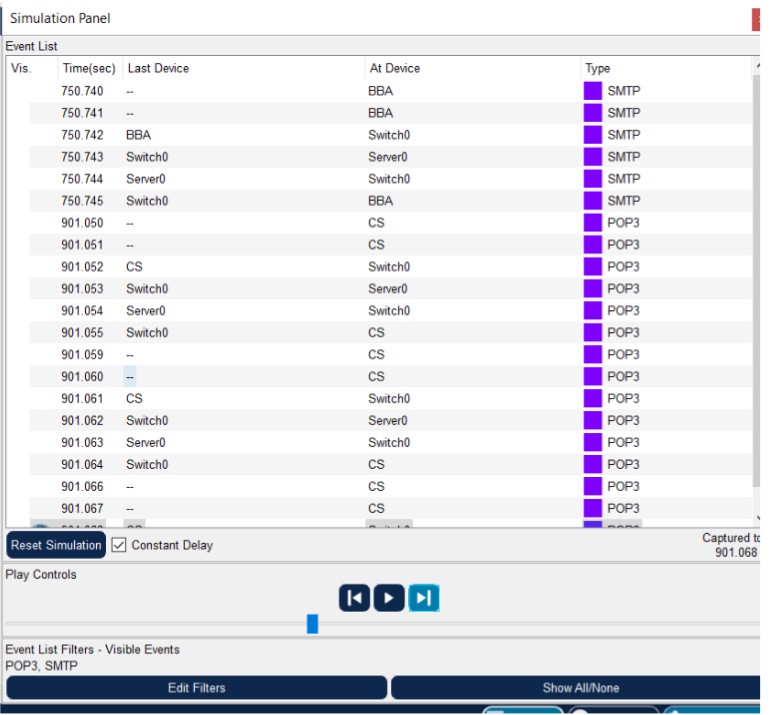 Simulation Panel
Event List
Vis. Time(sec) Last Device At Device Type
750.740 -- BBA SMTP
750.741 -- BBA SMTP
750.742 BBA Switch0 SMTP
750.743 Switch0 Server0 SMTP
750.744 Server0 Switch0 SMTP
750.745 Switch0 BBA SMTP
901.050 -- CS POP3
901.051 -- CS POP3
901.052 CS Switch0 POP3
901.053 Switch0 Server0 POP3
901.054 Server0 Switch0 POP3
901.055 Switch0 CS POP3
901.059 -- CS POP3
901.060 -- CS POP3
901.061 CS Switch0 POP3
901.062 Switch0 Server0 POP3
901.063 Server0 Switch0 POP3
901.064 Switch0 CS POP3
901.066 -- CS POP3
901.067 -- CS POP3
Reset Simulation Constant Delay Captured to
901.068
Play Controls
Event List Filters - Visible Events
POP3, SMTP
Edit Filters Show All/None